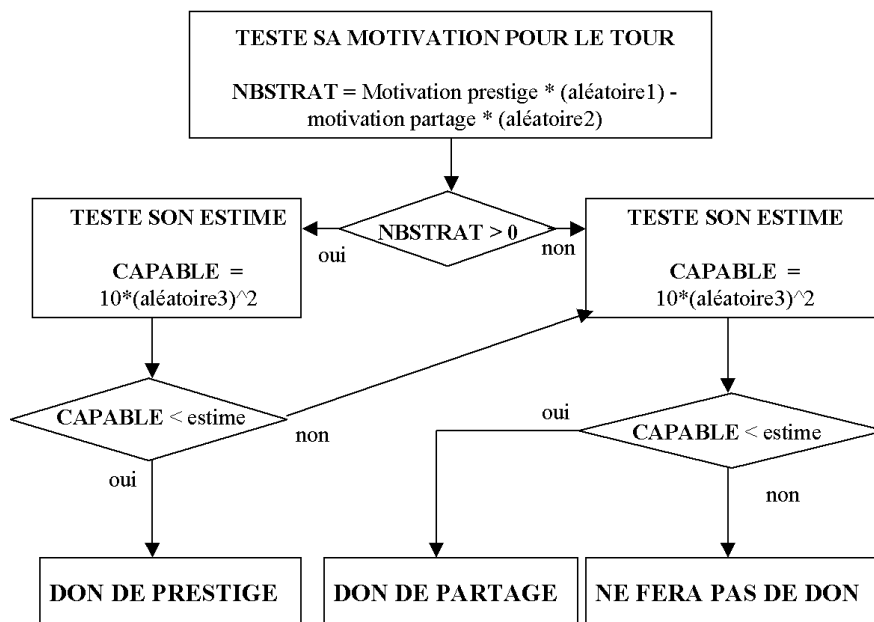 TESTE SA MOTIVATION POUR LE TOUR
NBSTRAT = Motivation prestige * (aléatoire1) -
motivation partage * (aléatoire2)
NBSTRAT > 0
oui
non
TESTE SON ESTIME
CAPABLE =
10*(aléatoire3)^2
TESTE SON ESTIME
CAPABLE =
10*(aléatoire3)^2
CAPABLE < estime
non
oui
oui
CAPABLE < estime
non
DON DE PRESTIGE
DON DE PARTAGE
NE FERA PAS DE DON